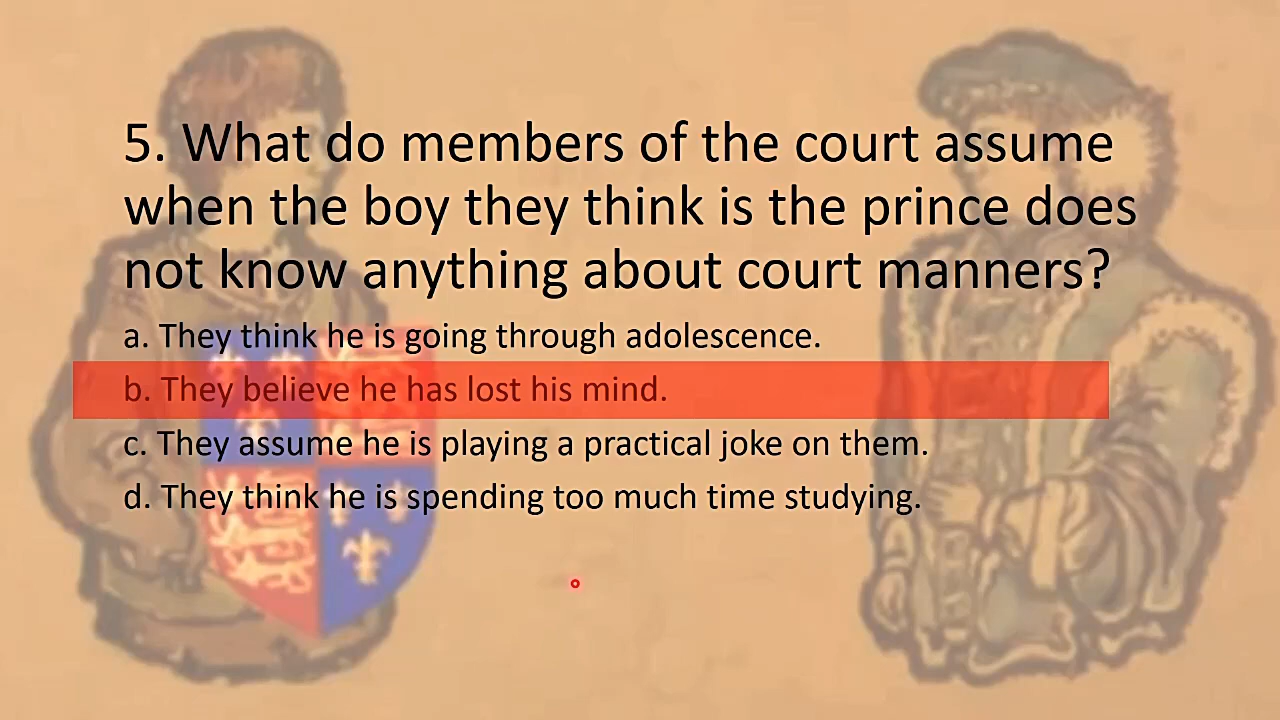 5. What do members of the court assume
when the boy they think is the prince does
not know anything about court manners?
a. They think he is going through adolescence.
b. They believe he has lost his mind.
c. They assume he is playing a practical joke on them.
d. They think he is spending too much time studying.